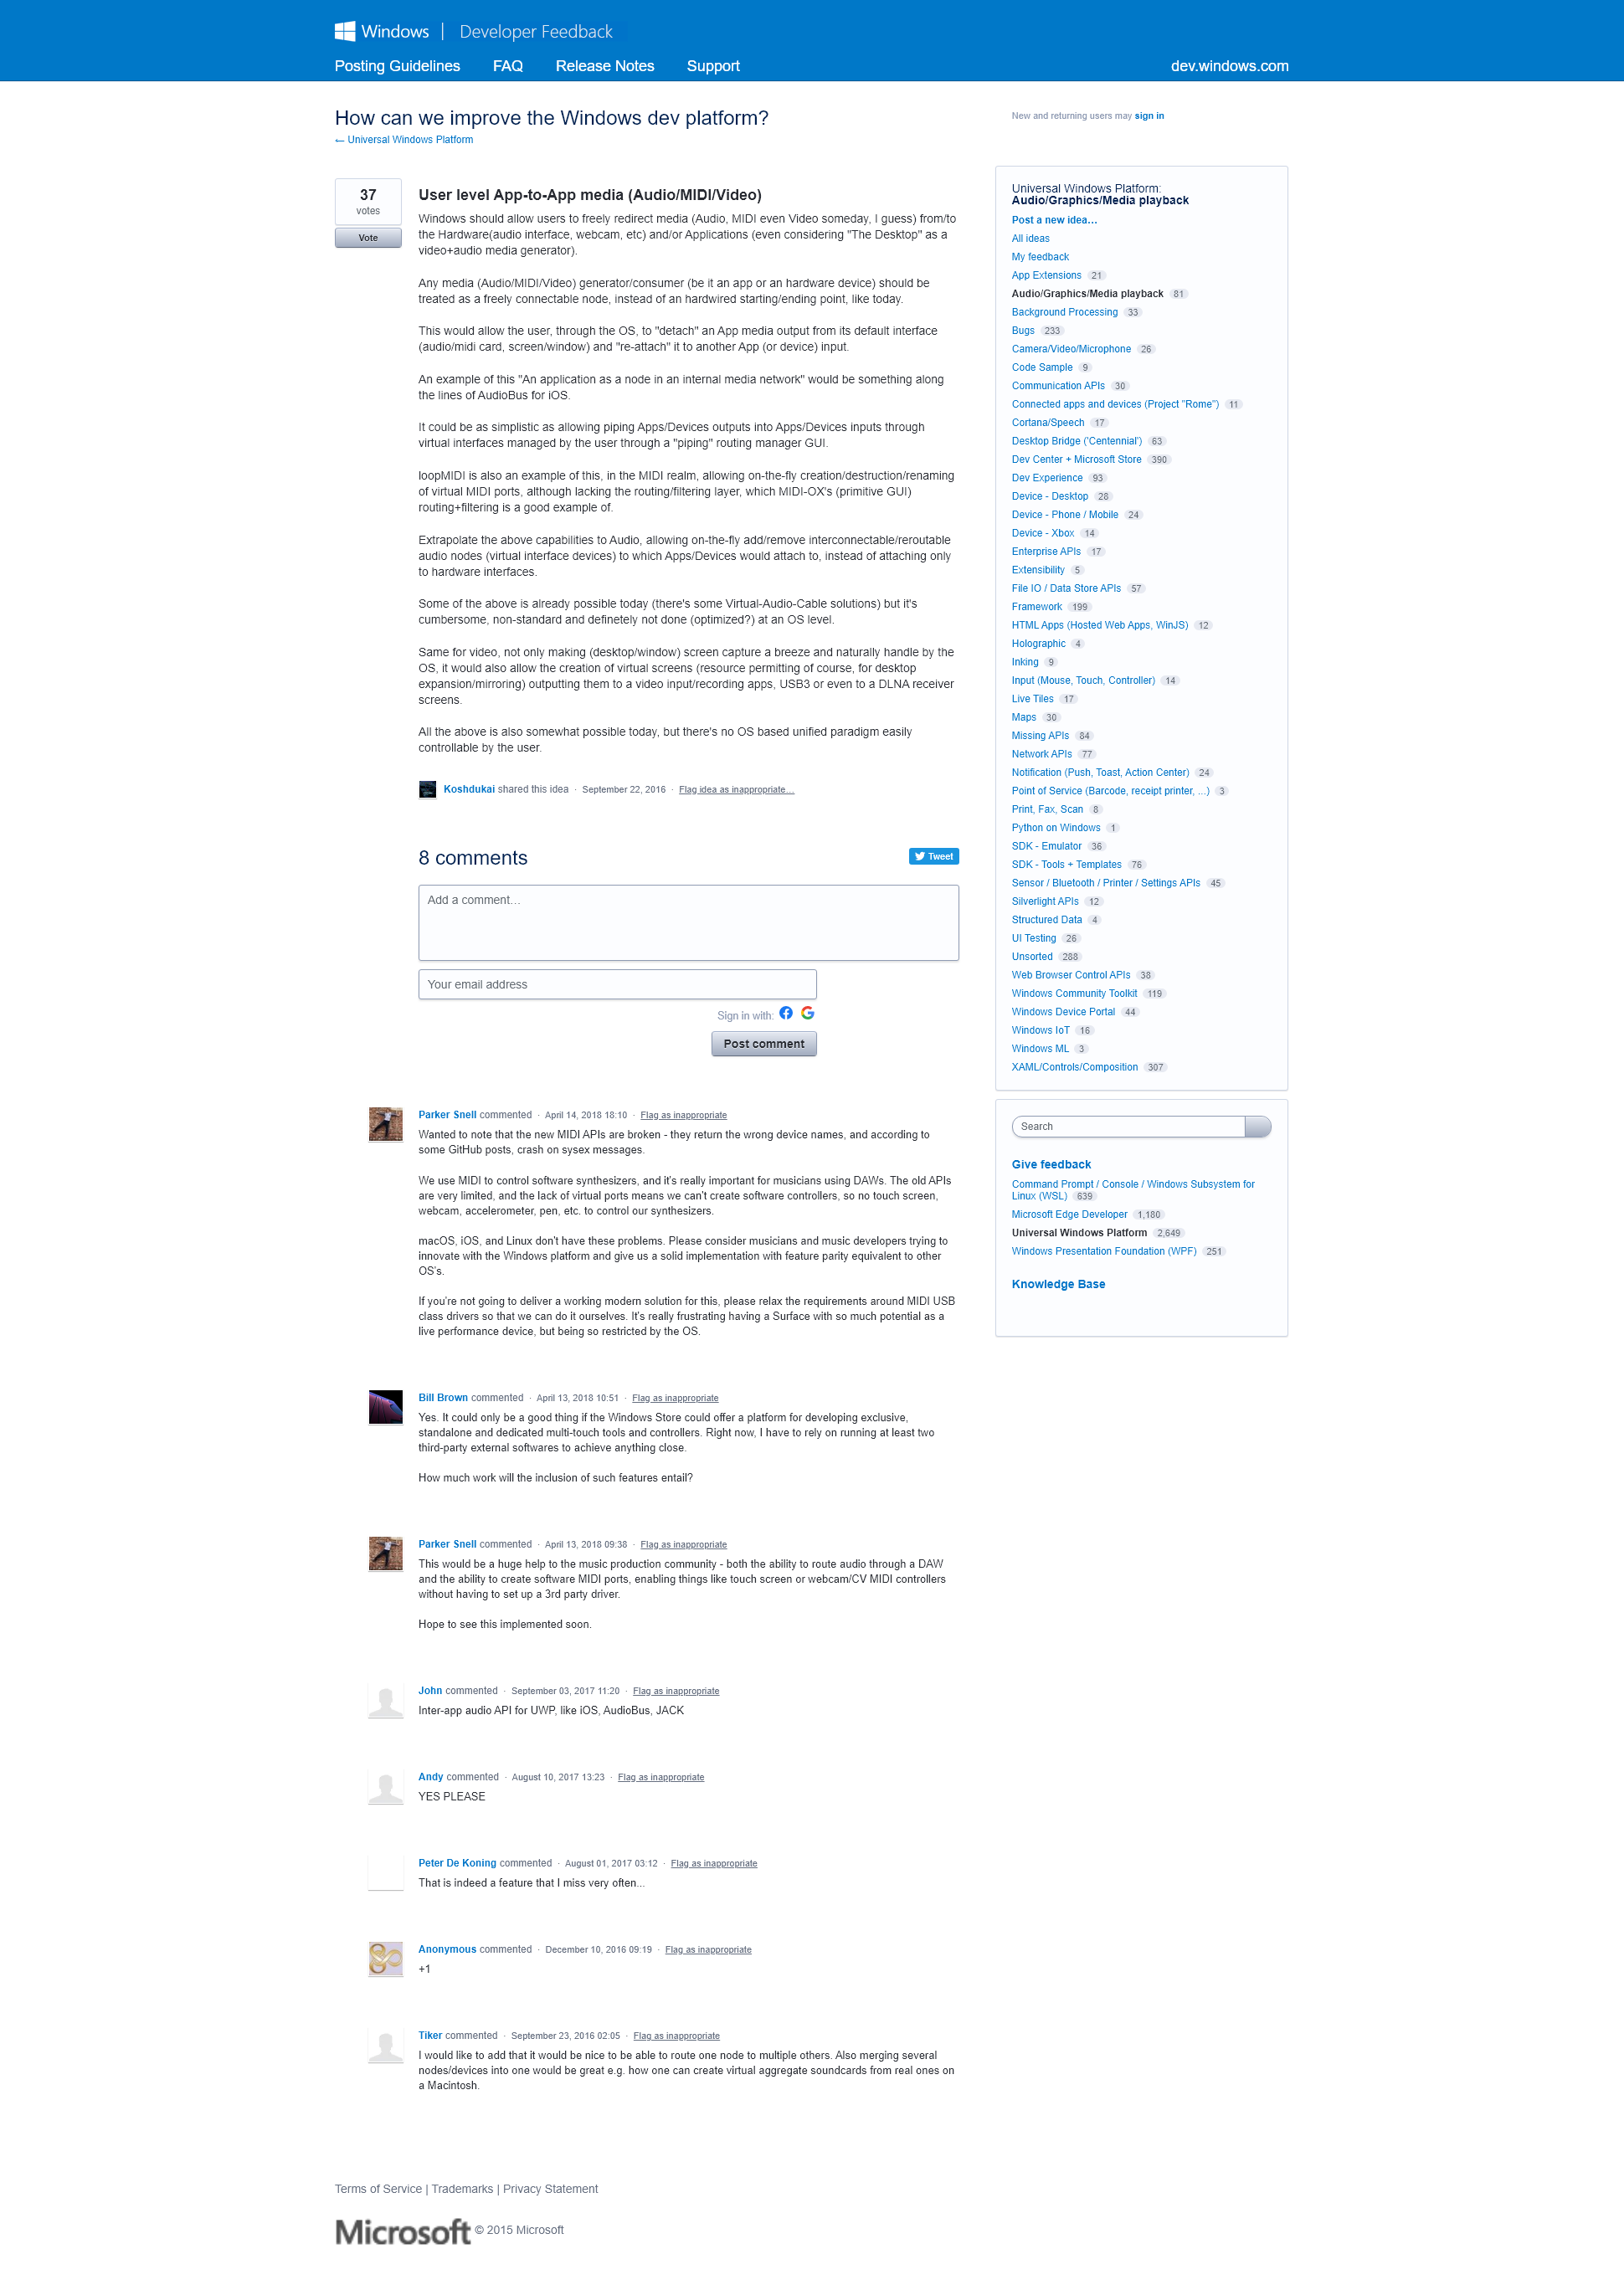 Windows | Developer Feedback
Posting Guidelines FAQ Release Notes Support dev.windows.com
How can we improve the Windows dev platform?
← Universal Windows Platform
New and returning users may sign in
37
votes
Vote
User level App-to-App media (Audio/MIDI/Video)
Windows should allow users to freely redirect media (Audio, MIDI even Video someday, I guess) from/to
the Hardware(audio interface, webcam, etc) and/or Applications (even considering "The Desktop" as a
video+audio media generator).
Any media (Audio/MIDI/Video) generator/consumer (be it an app or an hardware device) should be
treated as a freely connectable node, instead of an hardwired starting/ending point, like today.
This would allow the user, through the OS, to "detach" an App media output from its default interface
(audio/midi card, screen/window) and "re-attach" it to another App (or device) input.
An example of this "An application as a node in an internal media network" would be something along
the lines of AudioBus for iOS.
It could be as simplistic as allowing piping Apps/Devices outputs into Apps/Devices inputs through
virtual interfaces managed by the user through a "piping" routing manager GUI.
loopMIDI is also an example of this, in the MIDI realm, allowing on-the-fly creation/destruction/renaming
of virtual MIDI ports, although lacking the routing/filtering layer, which MIDI-OX's (primitive GUI)
routing+filtering is a good example of.
Extrapolate the above capabilities to Audio, allowing on-the-fly add/remove interconnectable/reroutable
audio nodes (virtual interface devices) to which Apps/Devices would attach to, instead of attaching only
to hardware interfaces.
Some of the above is already possible today (there's some Virtual-Audio-Cable solutions) but it's
cumbersome, non-standard and definetely not done (optimized?) at an OS level.
Same for video, not only making (desktop/window) screen capture a breeze and naturally handle by the
OS, it would also allow the creation of virtual screens (resource permitting of course, for desktop
expansion/mirroring) outputting them to a video input/recording apps, USB3 or even to a DLNA receiver
screens.
All the above is also somewhat possible today, but there's no OS based unified paradigm easily
controllable by the user.
Koshdukai shared this idea · September 22, 2016 · Flag idea as inappropriate…
8 comments
Tweet
Add a comment…
Your email address
Sign in with:
Post comment
Parker Snell commented · April 14, 2018 18:10 · Flag as inappropriate
Wanted to note that the new MIDI APIs are broken - they return the wrong device names, and according to
some GitHub posts, crash on sysex messages.
We use MIDI to control software synthesizers, and it's really important for musicians using DAWs. The old APIs
are very limited, and the lack of virtual ports means we can't create software controllers, so no touch screen,
webcam, accelerometer, pen, etc. to control our synthesizers.
macOS, iOS, and Linux don't have these problems. Please consider musicians and music developers trying to
innovate with the Windows platform and give us a solid implementation with feature parity equivalent to other
OS's.
If you're not going to deliver a working modern solution for this, please relax the requirements around MIDI USB
class drivers so that we can do it ourselves. It's really frustrating having a Surface with so much potential as a
live performance device, but being so restricted by the OS.
Bill Brown commented · April 13, 2018 10:51 · Flag as inappropriate
Yes. It could only be a good thing if the Windows Store could offer a platform for developing exclusive,
standalone and dedicated multi-touch tools and controllers. Right now, I have to rely on running at least two
third-party external softwares to achieve anything close.
How much work will the inclusion of such features entail?
Parker Snell commented · April 13, 2018 09:38 · Flag as inappropriate
This would be a huge help to the music production community - both the ability to route audio through a DAW
and the ability to create software MIDI ports, enabling things like touch screen or webcam/CV MIDI controllers
without having to set up a 3rd party driver.
Hope to see this implemented soon.
John commented · September 03, 2017 11:20 · Flag as inappropriate
Inter-app audio API for UWP, like iOS, AudioBus, JACK
Andy commented · August 10, 2017 13:23 · Flag as inappropriate
YES PLEASE
Peter De Koning commented · August 01, 2017 03:12 · Flag as inappropriate
That is indeed a feature that I miss very often...
Anonymous commented · December 10, 2016 09:19 · Flag as inappropriate
+1
Tiker commented · September 23, 2016 02:05 · Flag as inappropriate
I would like to add that it would be nice to be able to route one node to multiple others. Also merging several
nodes/devices into one would be great e.g. how one can create virtual aggregate soundcards from real ones on
a Macintosh.
Universal Windows Platform:
Audio/Graphics/Media playback
Post a new idea…
All ideas
My feedback
App Extensions 21
Audio/Graphics/Media playback 81
Background Processing 33
Bugs 233
Camera/Video/Microphone 26
Code Sample 9
Communication APIs 30
Connected apps and devices (Project "Rome") 11
Cortana/Speech 17
Desktop Bridge ('Centennial') 63
Dev Center + Microsoft Store 390
Dev Experience 93
Device - Desktop 28
Device - Phone / Mobile 24
Device - Xbox 14
Enterprise APIs 17
Extensibility 5
File IO / Data Store APIs 57
Framework 199
HTML Apps (Hosted Web Apps, WinJS) 12
Holographic 4
Inking 9
Input (Mouse, Touch, Controller) 14
Live Tiles 17
Maps 30
Missing APIs 84
Network APIs 77
Notification (Push, Toast, Action Center) 24
Point of Service (Barcode, receipt printer, ...) 3
Print, Fax, Scan 8
Python on Windows 1
SDK - Emulator 36
SDK - Tools + Templates 76
Sensor / Bluetooth / Printer / Settings APIs 45
Silverlight APIs 12
Structured Data 4
UI Testing 26
Unsorted 288
Web Browser Control APIs 38
Windows Community Toolkit 119
Windows Device Portal 44
Windows IoT 16
Windows ML 3
XAML/Controls/Composition 307
Search
Give feedback
Command Prompt / Console / Windows Subsystem for
Linux (WSL) 639
Microsoft Edge Developer 1,180
Universal Windows Platform 2,649
Windows Presentation Foundation (WPF) 251
Knowledge Base
Terms of Service | Trademarks | Privacy Statement
Microsoft © 2015 Microsoft